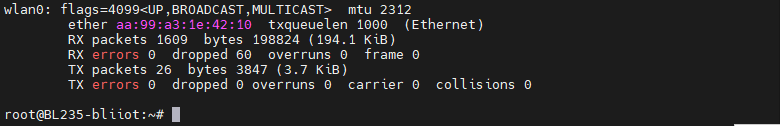 wlan0: flags=4099<UP,BROADCAST,MULTICAST>  mtu 2312
        ether aa:99:a3:1e:42:10  txqueuelen 1000  (Ethernet)
        RX packets 1609  bytes 198824 (194.1 KiB)
        RX errors 0  dropped 60  overruns 0  frame 0
        TX packets 26  bytes 3847 (3.7 KiB)
        TX errors 0  dropped 0 overruns 0  carrier 0  collisions 0
root@BL235-bliiot:~#